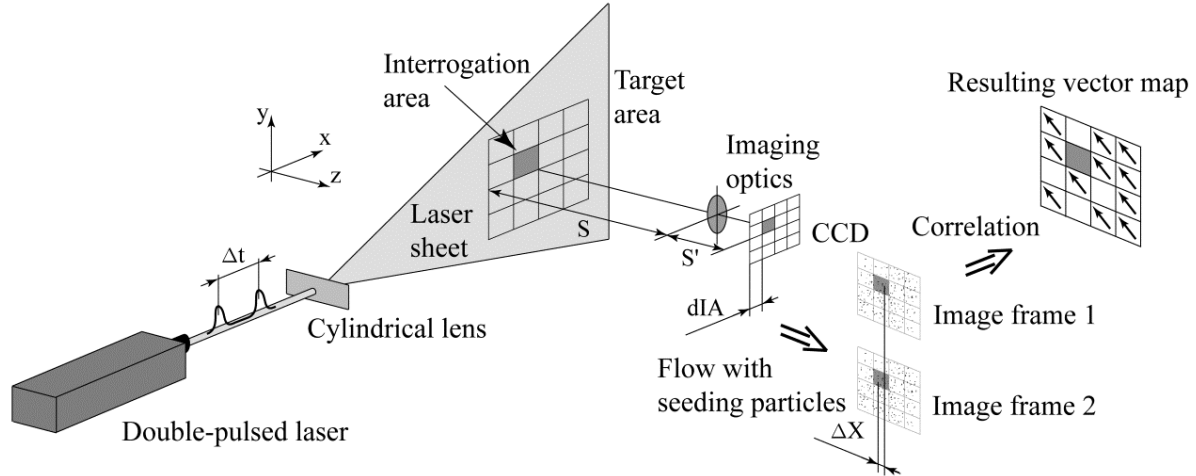 Interrogation
area
Target
area
Resulting vector map
y
x
z
Imaging
optics
Laser
sheet
S
S'
CCD
Correlation
Δt
dIA
Cylindrical lens
Image frame 1
Flow with
seeding particles
Image frame 2
ΔX
Double-pulsed laser